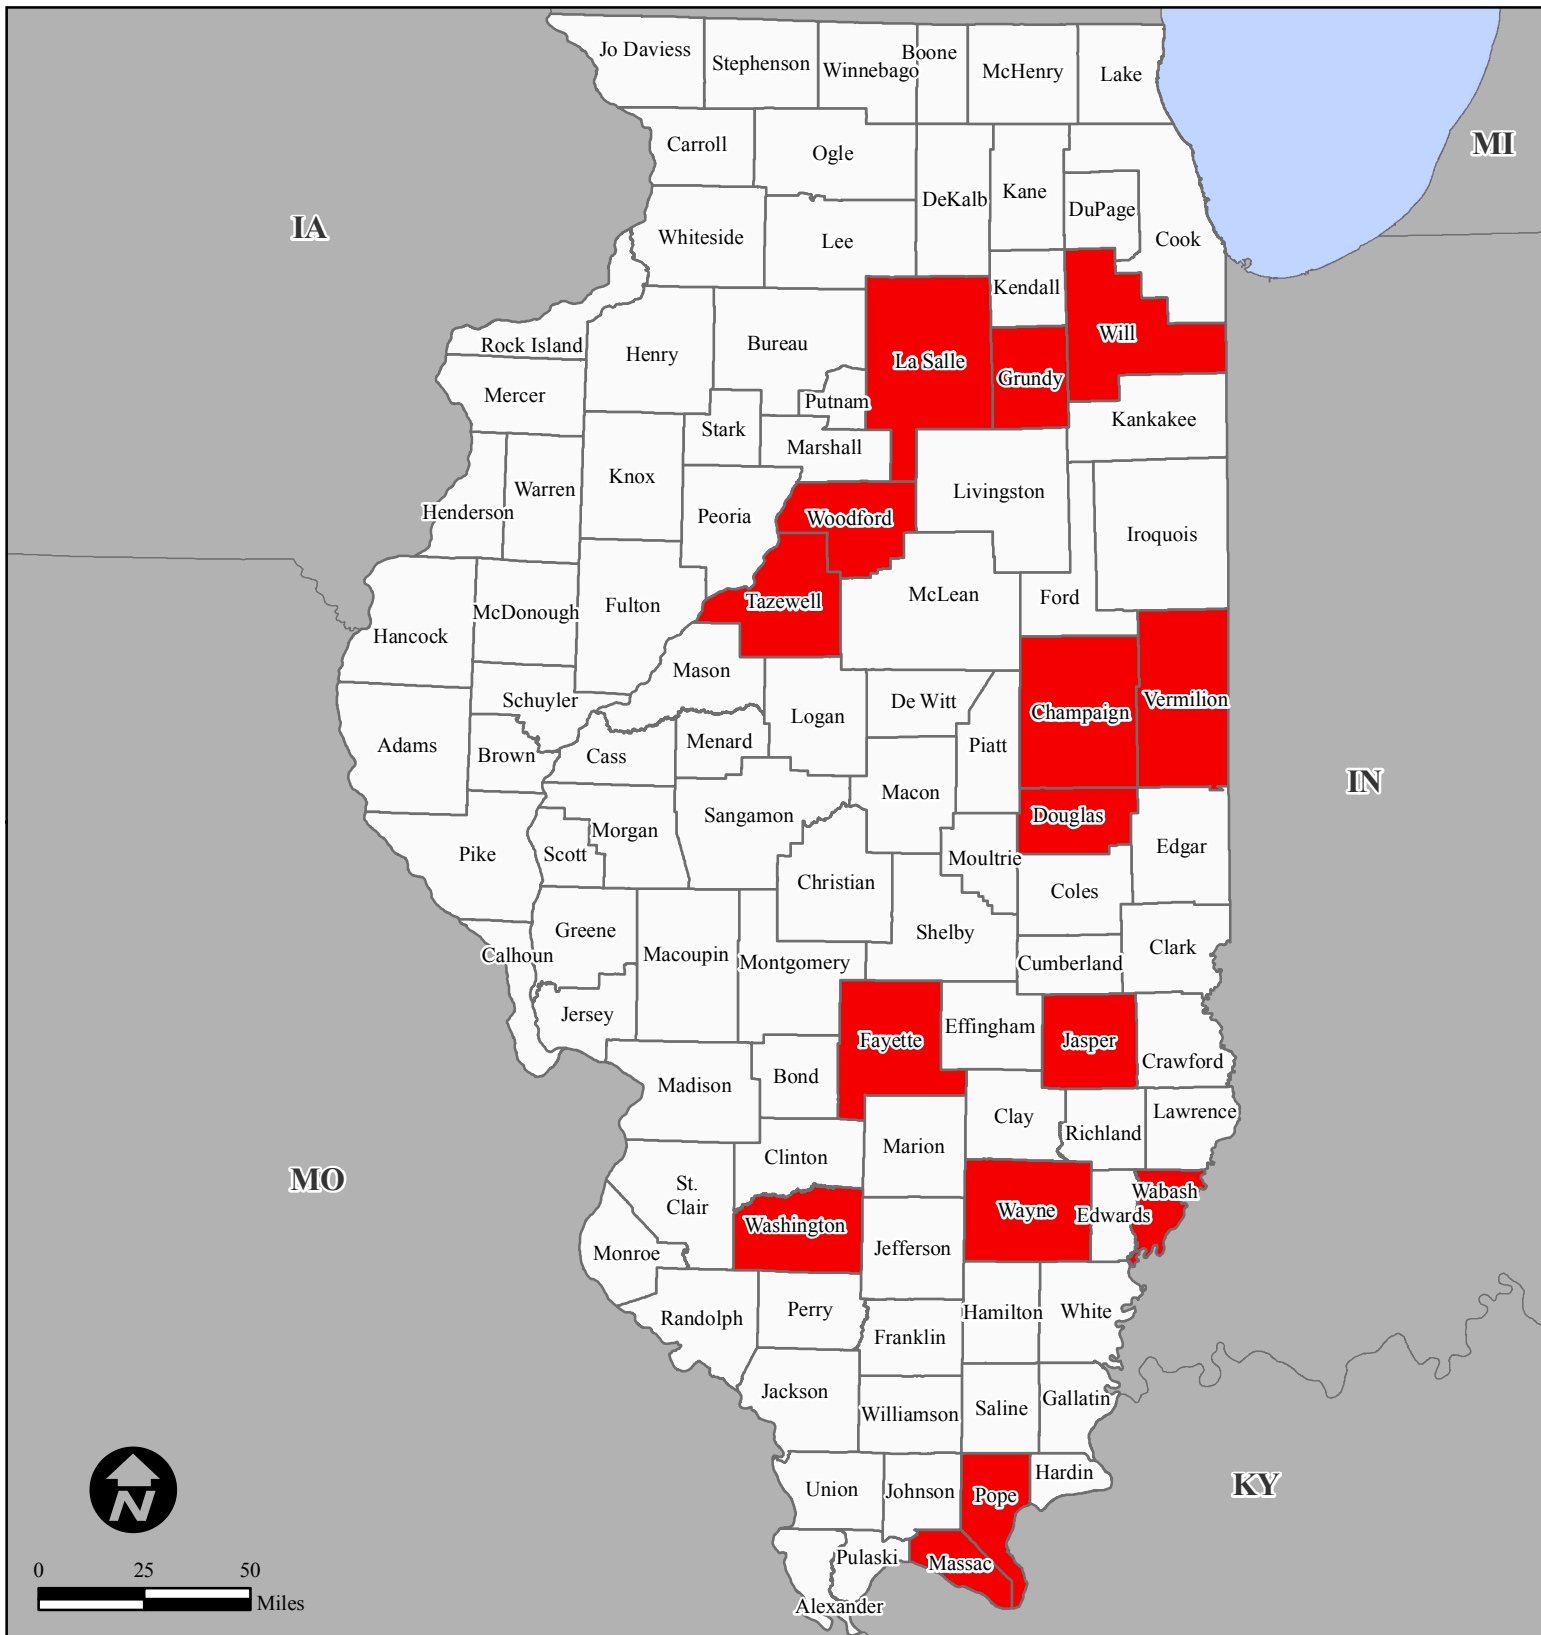 Jo Daviess
Stephenson
Winnebago
Boone
McHenry
Lake
MI
Carroll
Ogle
DeKalb
Kane
DuPage
Cook
IA
Whiteside
Lee
Kendall
Will
Rock Island
Henry
Bureau
La Salle
Grundy
Mercer
Putnam
Kankakee
Stark
Marshall
Knox
Warren
Henderson
Peoria
Woodford
Livingston
Iroquois
Hancock
McDonough
Fulton
Tazewell
McLean
Ford
Mason
Schuyler
Logan
De Witt
Champaign
Vermilion
Adams
Brown
Cass
Menard
Piatt
IN
Macon
Sangamon
Morgan
Scott
Pike
Douglas
Edgar
Moultrie
Christian
Coles
Greene
Shelby
Calhoun
Macoupin
Montgomery
Cumberland
Clark
Jersey
Fayette
Effingham
Jasper
Crawford
Madison
Bond
Clay
Richland
Lawrence
Marion
Clinton
MO
St.
Clair
Washington
Wayne
Edwards
Wabash
Monroe
Jefferson
Randolph
Perry
Hamilton
White
Franklin
Jackson
Williamson
Saline
Gallatin
Union
Johnson
Pope
Hardin
KY
Pulaski
Massac
Alexander
N
0 25 50
Miles